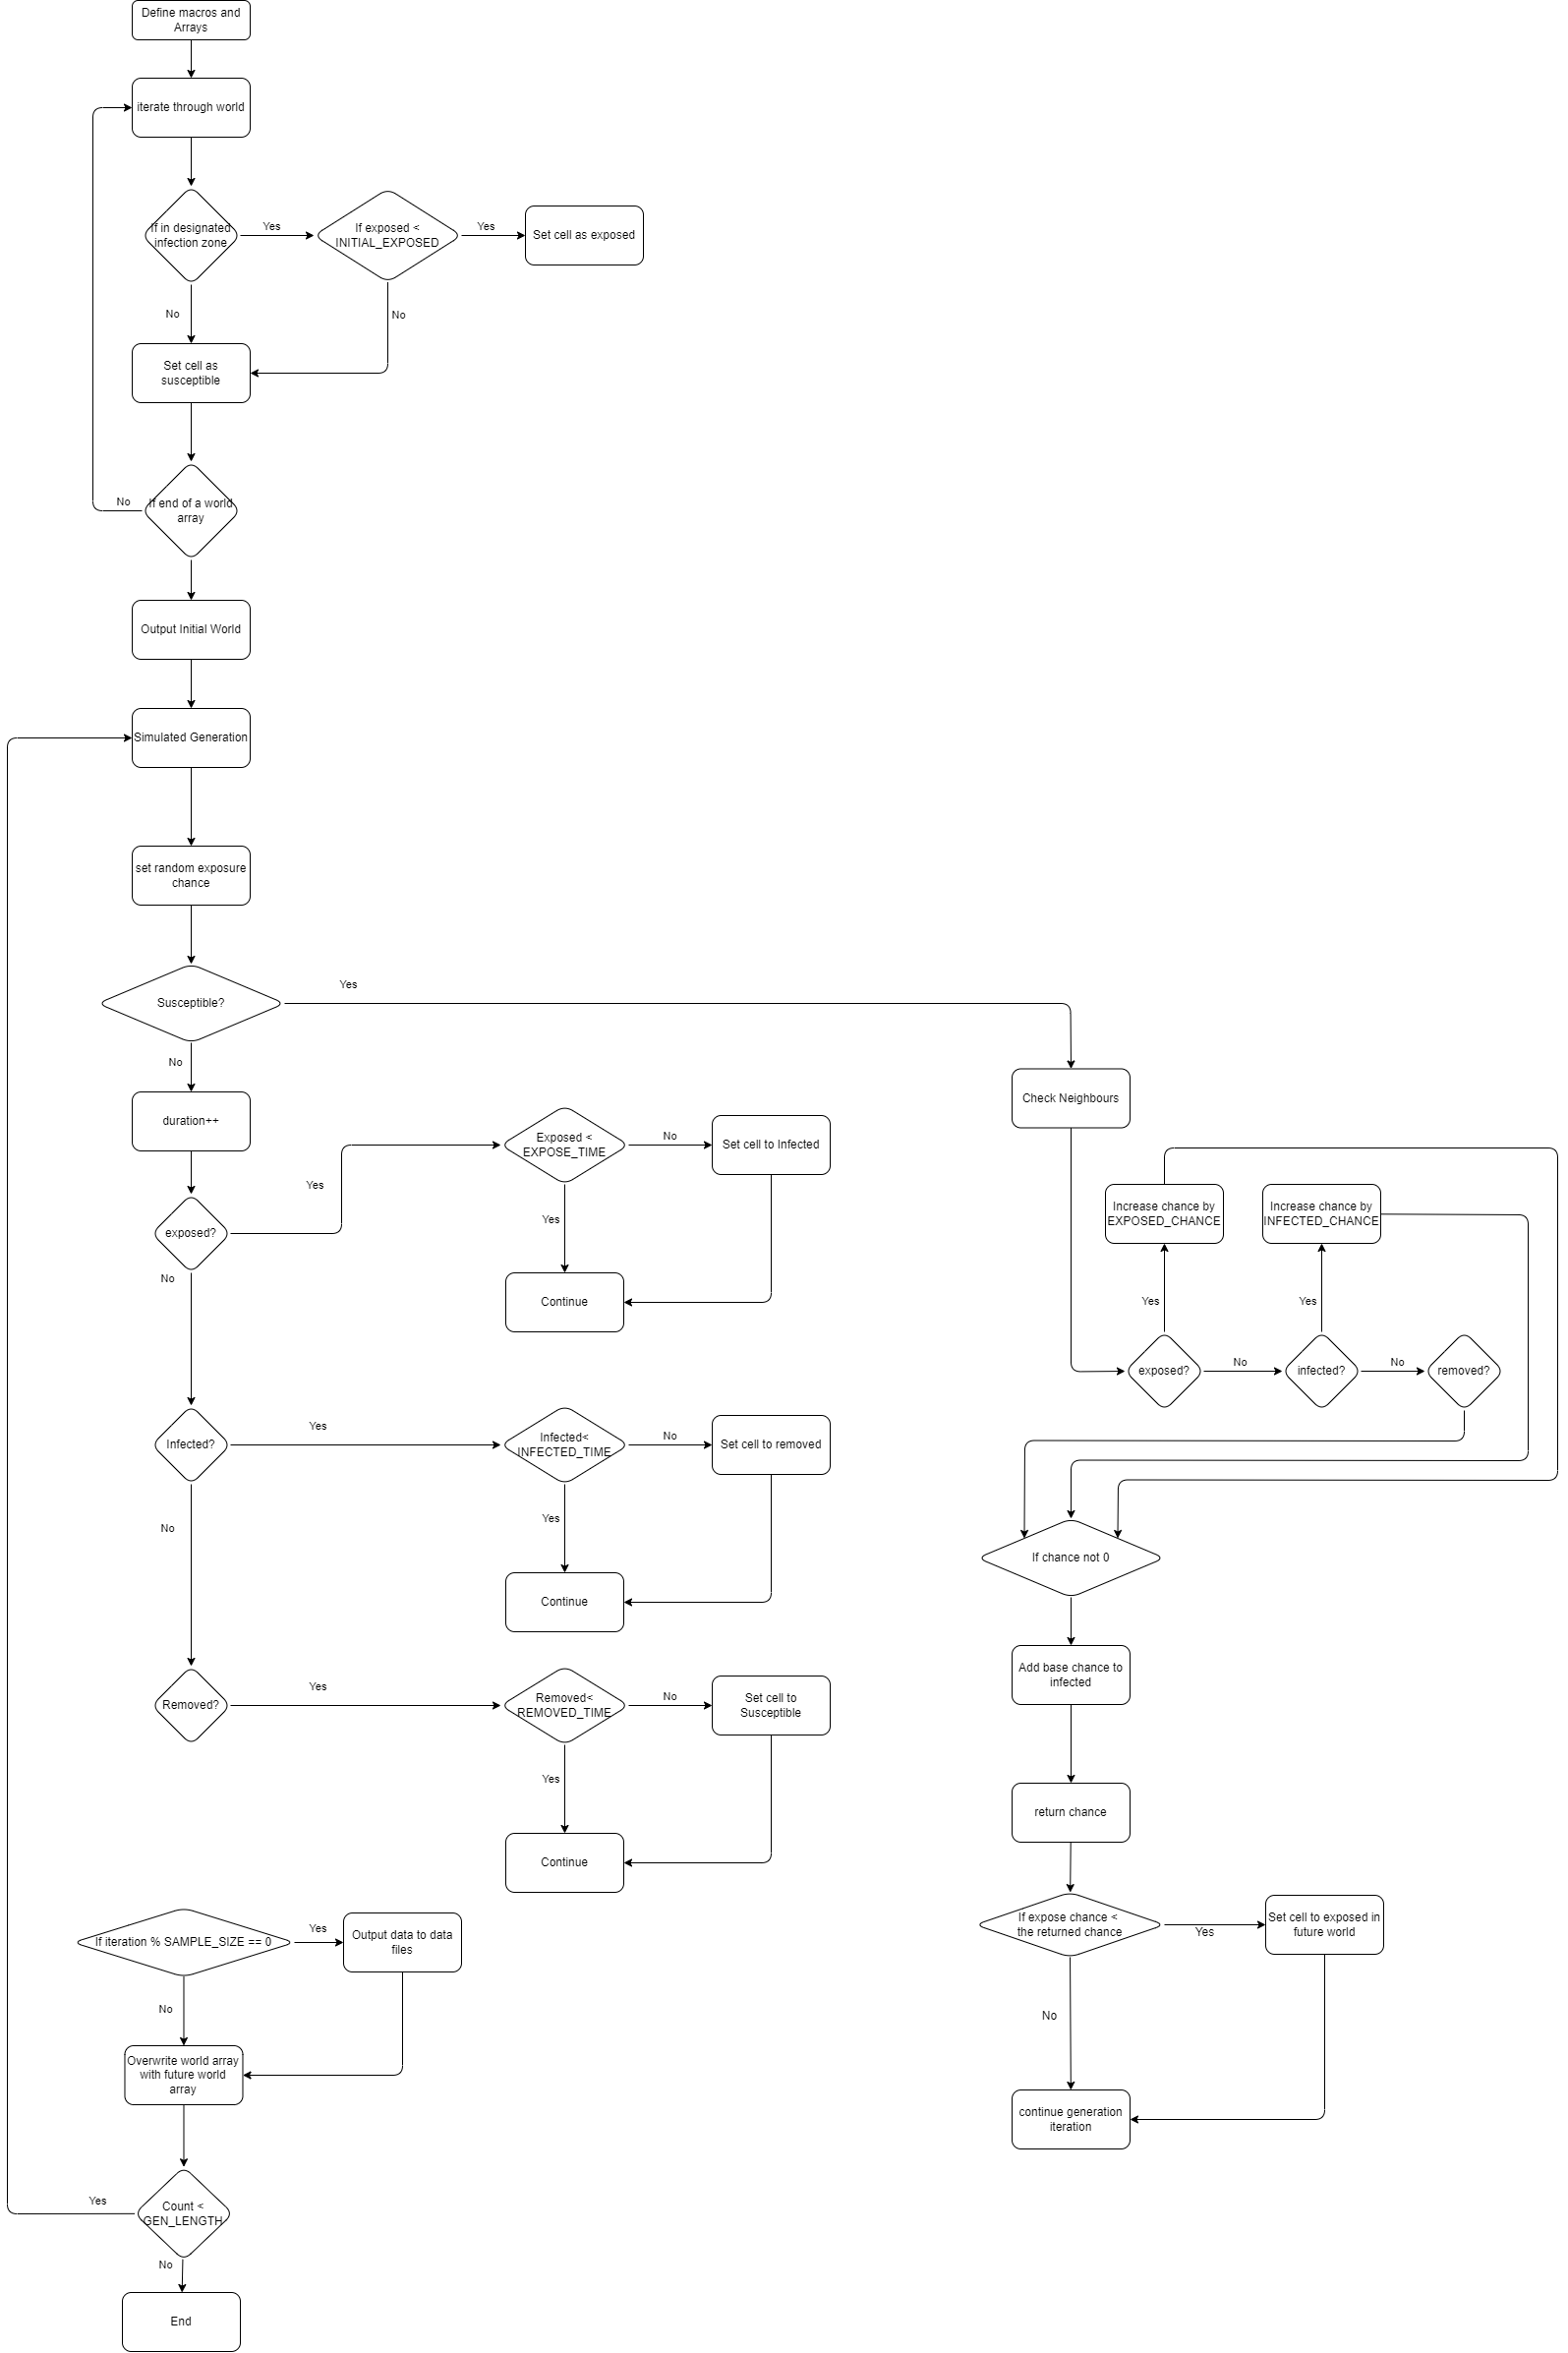 Define macros and
Arrays
iterate through world
If in designated
infection zone
Yes
If exposed <
INITIAL_EXPOSED
Yes
Set cell as exposed
No
No
Set cell as
susceptible
No
If end of a world
array
Output Initial World
Simulated Generation
set random exposure
chance
Susceptible?
Yes
No
Check Neighbours
duration++
Exposed <
EXPOSE_TIME
No
Set cell to Infected
Yes
Yes
exposed?
No
Continue
Increase chance by
EXPOSED_CHANCE
Increase chance by
INFECTED_CHANCE
Yes
Yes
exposed?
No
infected?
No
removed?
Infected?
Yes
Infected<
INFECTED_TIME
No
Set cell to removed
No
Yes
Continue
If chance not 0
Add base chance to
infected
Removed?
Yes
Removed<
REMOVED_TIME
No
Set cell to
Susceptible
Yes
Continue
return chance
If expose chance <
the returned chance
Yes
Set cell to exposed in
future world
No
continue generation
iteration
If iteration % SAMPLE_SIZE == 0
Yes
Output data to data
files
No
Overwrite world array
with future world
array
Yes
Count <
GEN_LENGTH
No
End